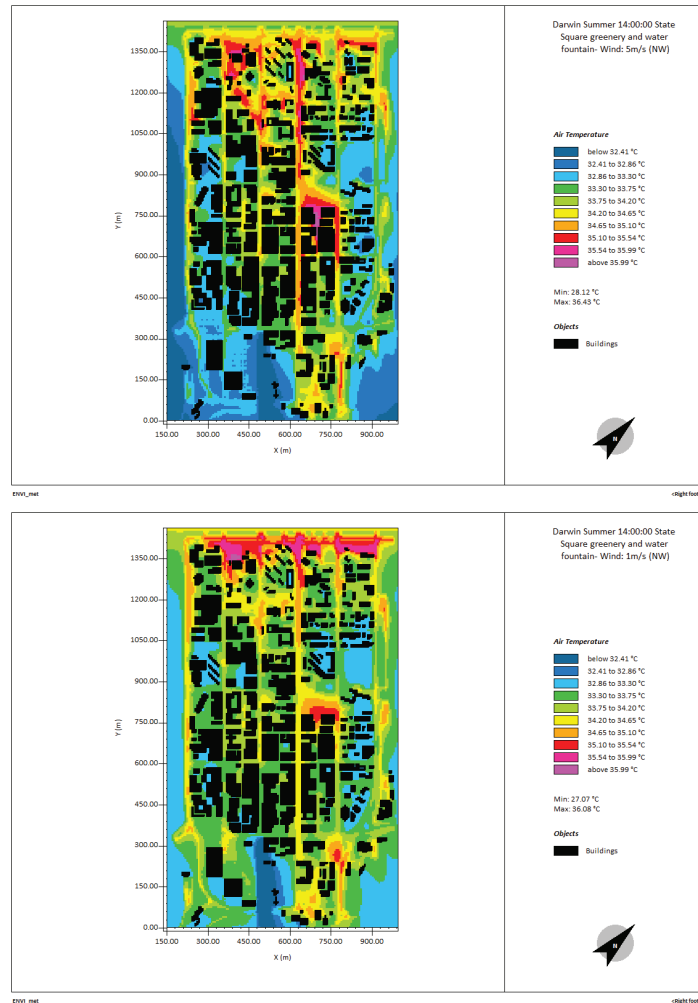 Darwin Summer 14:00:00 State
Square greenery and water
fountain- Wind: 5m/s (NW)
1350.00
1200.00
1050.00
900.00
750.00
600.00
450.00
300.00
150.00
0.00
Y (m)
150.00 300.00 450.00 600.00 750.00 900.00
X (m)
Air Temperature
below 32.41 °C
32.41 to 32.86 °C
32.86 to 33.30 °C
33.30 to 33.75 °C
33.75 to 34.20 °C
34.20 to 34.65 °C
34.65 to 35.10 °C
35.10 to 35.54 °C
35.54 to 35.99 °C
above 35.99 °C
Min: 28.12 °C
Max: 36.43 °C
Objects
Buildings
N
ENVI_met
<Right foot
Darwin Summer 14:00:00 State
Square greenery and water
fountain- Wind: 1m/s (NW)
1350.00
1200.00
1050.00
900.00
750.00
600.00
450.00
300.00
150.00
0.00
Y (m)
150.00 300.00 450.00 600.00 750.00 900.00
X (m)
Air Temperature
below 32.41 °C
32.41 to 32.86 °C
32.86 to 33.30 °C
33.30 to 33.75 °C
33.75 to 34.20 °C
34.20 to 34.65 °C
34.65 to 35.10 °C
35.10 to 35.54 °C
35.54 to 35.99 °C
above 35.99 °C
Min: 27.07 °C
Max: 36.08 °C
Objects
Buildings
N
ENVI_met
<Right foot